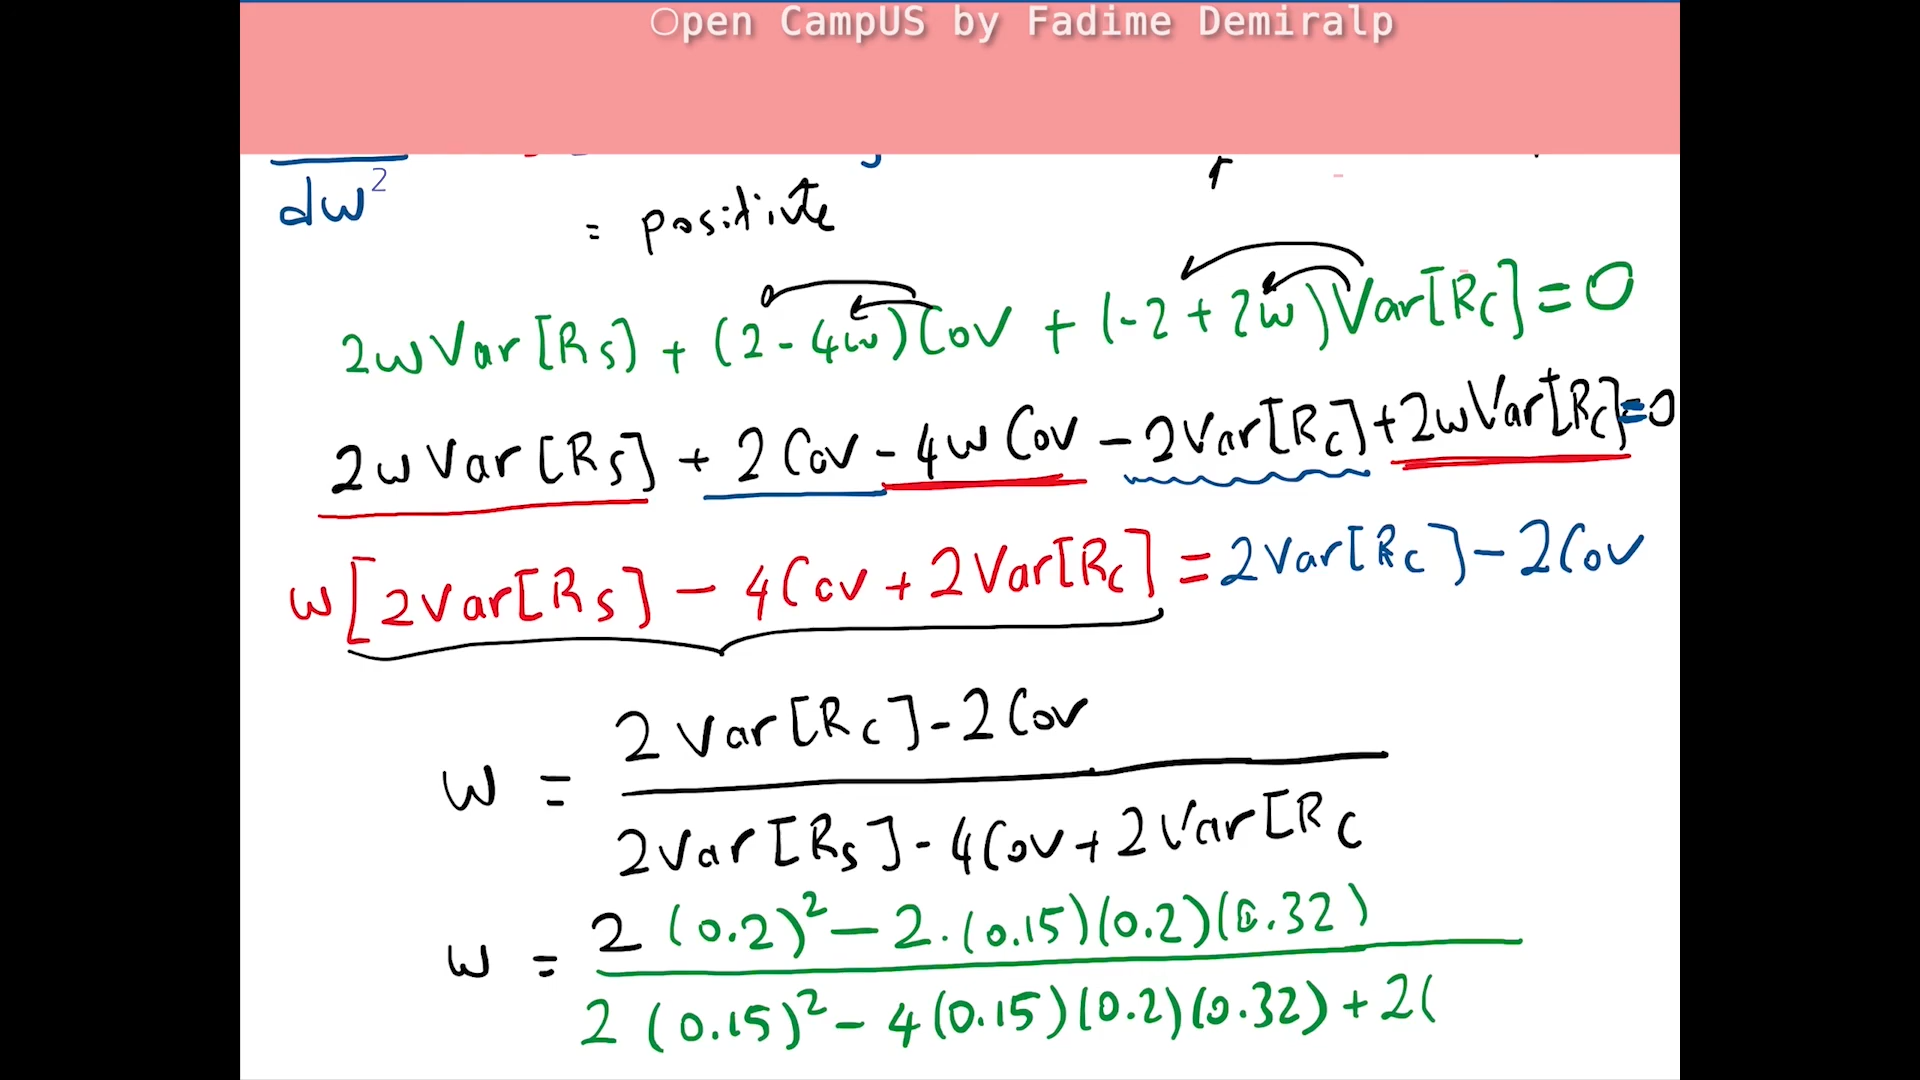 Open CampUS by Fadime Demiralp
dw²
= positive
2wVar[Rs] + (2-4w)Cov + (-2+2w)Var[Rc]=0
2wVar[Rs] + 2Cov - 4wCov - 2Var[Rc]+2wVar[Rc]=0
w[2Var[Rs] - 4Cov + 2Var[Rc] = 2Var[Rc] - 2Cov
w = 2Var[Rc] - 2Cov
2Var[Rs] - 4Cov + 2Var[Rc
w = 2 (0.2)² - 2.(0.15)(0.2)(0.32)
2 (0.15)² - 4(0.15)(0.2)(0.32) + 2(